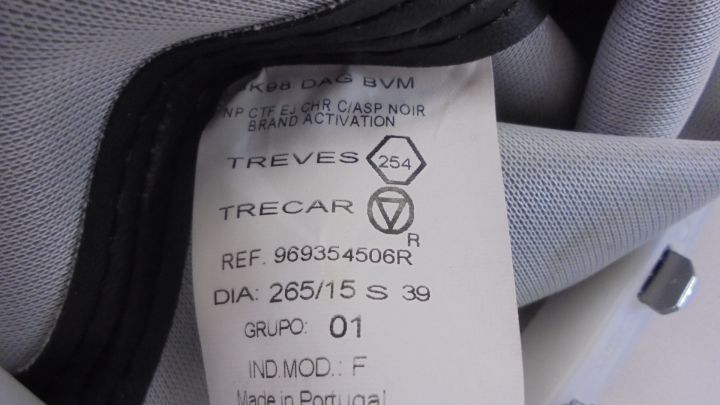 K98 DAG BVM
NP CTF EJ CHR C/ASP NOIR
BRAND ACTIVATION
TREVES 254
TRECAR
R
REF. 969354506R
DIA: 265/15 S 39
GRUPO: 01
IND.MOD.: F
Made in Portugal